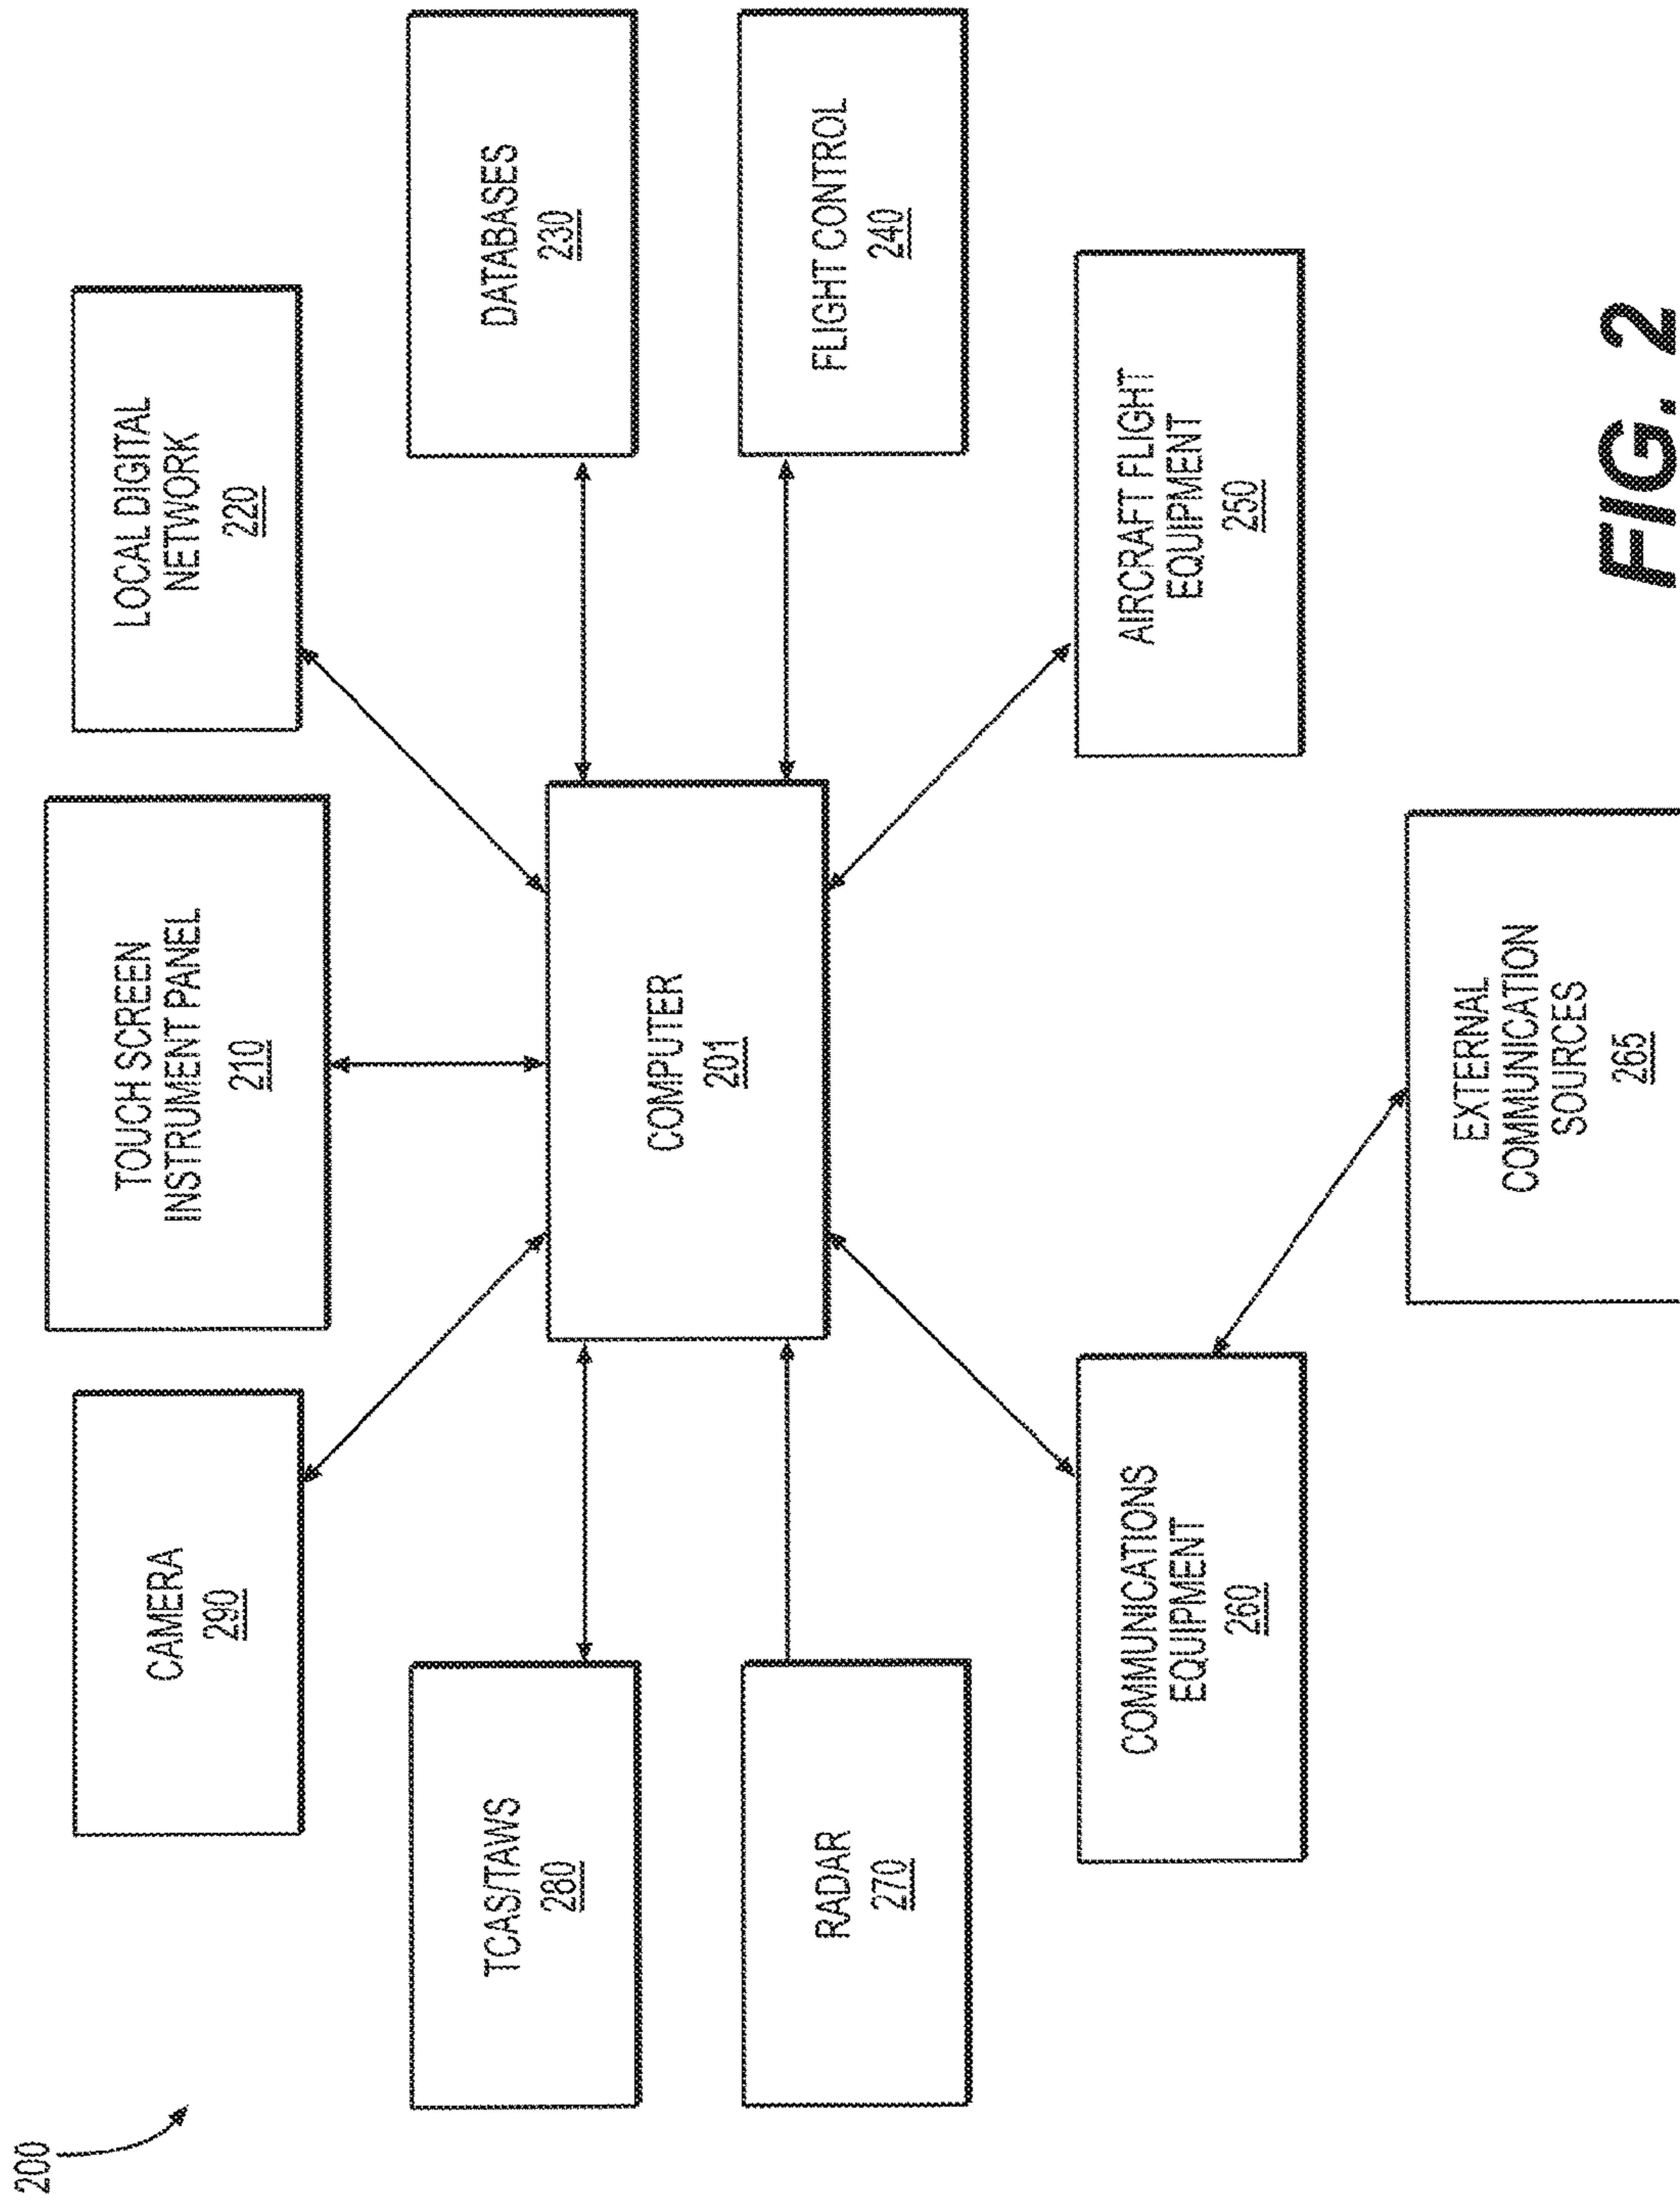 200
TOUCH SCREEN
INSTRUMENT PANEL
210
CAMERA
290
LOCAL DIGITAL
NETWORK
220
TCAS/TAWS
280
COMPUTER
201
DATABASES
230
RADAR
270
FLIGHT CONTROL
240
COMMUNICATIONS
EQUIPMENT
260
AIRCRAFT FLIGHT
EQUIPMENT
250
EXTERNAL
COMMUNICATION
SOURCES
265
FIG. 2